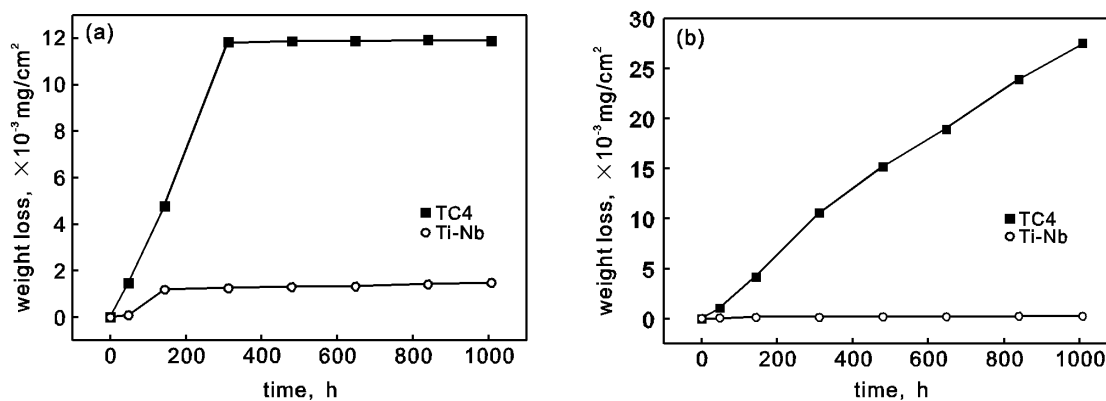 (a)
12
10
8
6
4
2
0
weight loss, ×10⁻³ mg/cm²
TC4
Ti-Nb
0 200 400 600 800 1000
time, h
(b)
30
25
20
15
10
5
0
weight loss, ×10⁻³ mg/cm²
TC4
Ti-Nb
0 200 400 600 800 1000
time, h